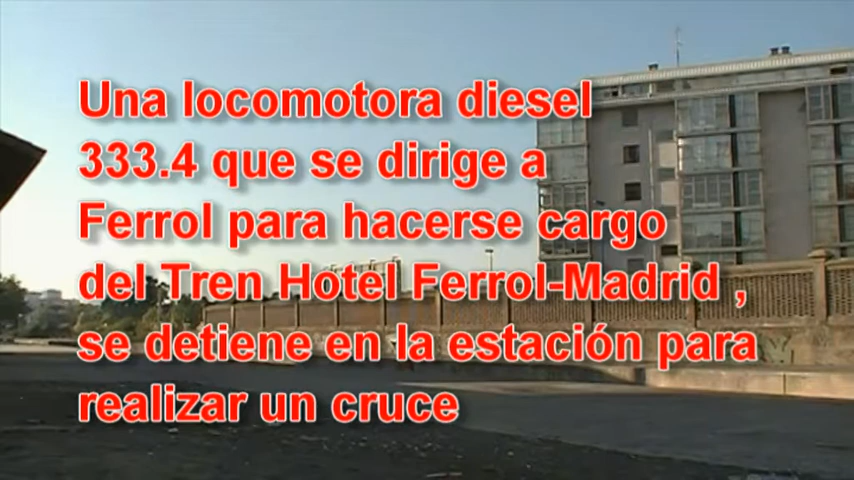 Una locomotora diesel
333.4 que se dirige a
Ferrol para hacerse cargo
del Tren Hotel Ferrol-Madrid ,
se detiene en la estación para
realizar un cruce